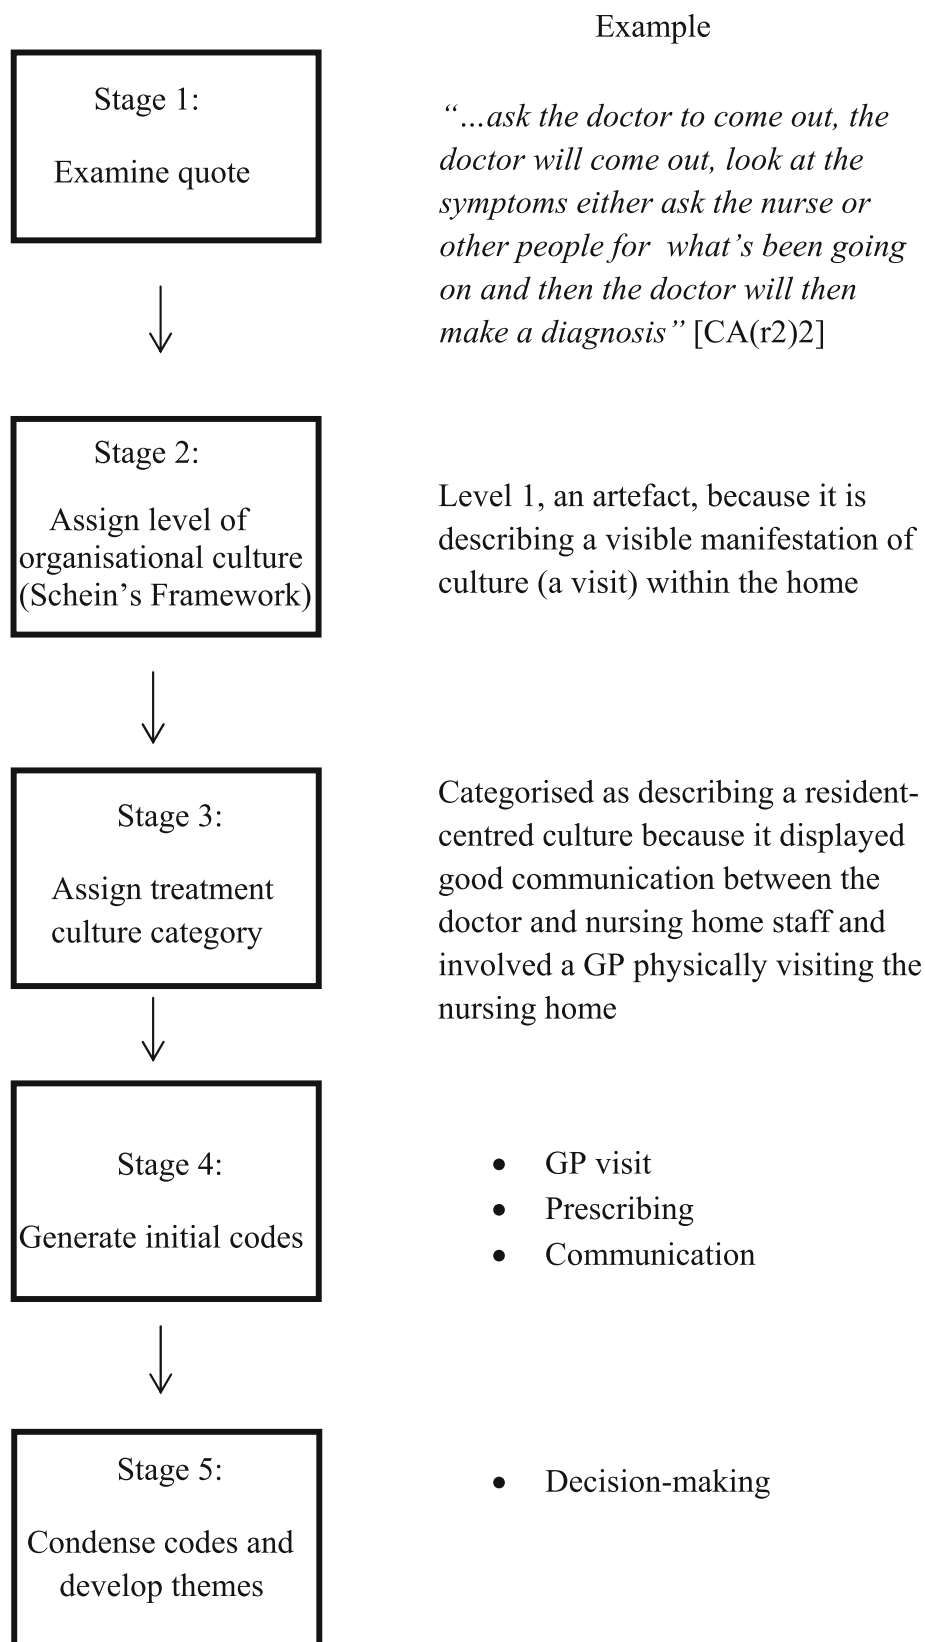 Example
Stage 1:
Examine quote
“…ask the doctor to come out, the
doctor will come out, look at the
symptoms either ask the nurse or
other people for  what’s been going
on and then the doctor will then
make a diagnosis” [CA(r2)2]
Stage 2:
Assign level of
organisational culture
(Schein’s Framework)
Level 1, an artefact, because it is
describing a visible manifestation of
culture (a visit) within the home
Stage 3:
Assign treatment
culture category
Categorised as describing a resident-
centred culture because it displayed
good communication between the
doctor and nursing home staff and
involved a GP physically visiting the
nursing home
Stage 4:
Generate initial codes
• GP visit
• Prescribing
• Communication
Stage 5:
Condense codes and
develop themes
• Decision-making